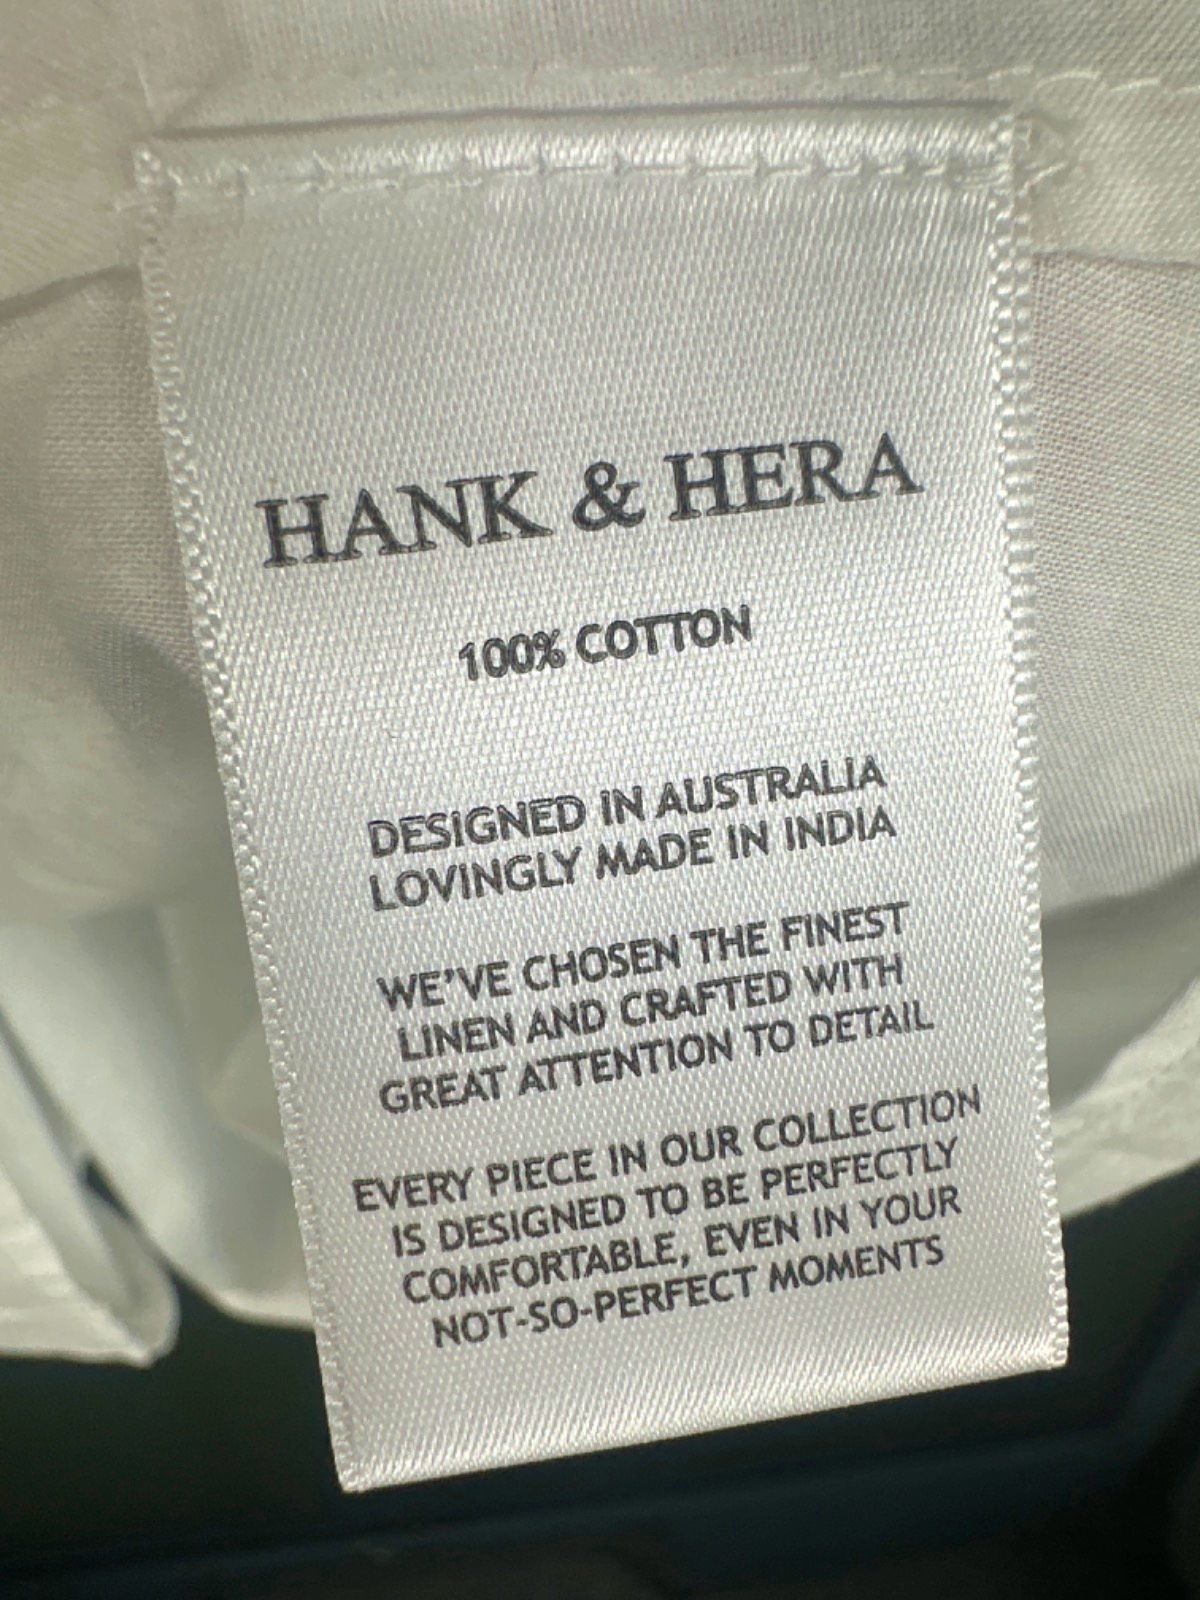 HANK & HERA
100% COTTON
DESIGNED IN AUSTRALIA
LOVINGLY MADE IN INDIA
WE'VE CHOSEN THE FINEST
LINEN AND CRAFTED WITH
GREAT ATTENTION TO DETAIL
EVERY PIECE IN OUR COLLECTION
IS DESIGNED TO BE PERFECTLY
COMFORTABLE, EVEN IN YOUR
NOT-SO-PERFECT MOMENTS